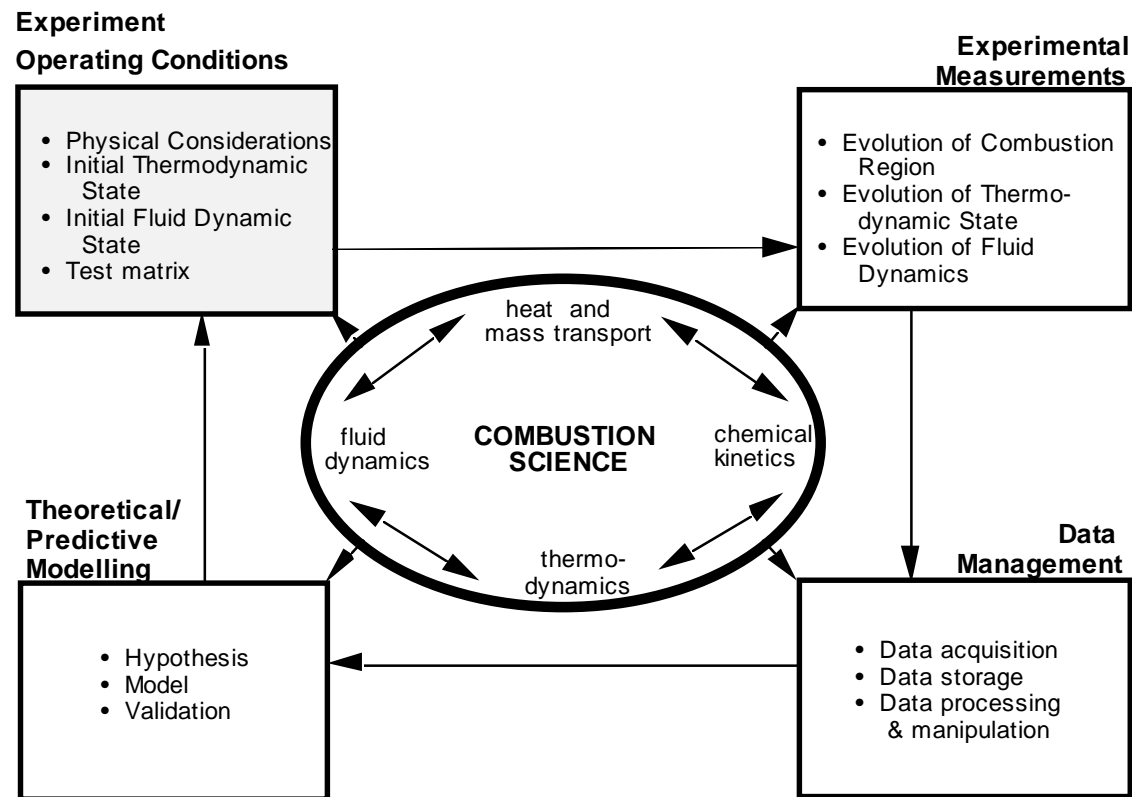 Experiment
Operating Conditions
• Physical Considerations
• Initial Thermodynamic
State
• Initial Fluid Dynamic
State
• Test matrix
Experimental
Measurements
• Evolution of Combustion
Region
• Evolution of Thermo-
dynamic State
• Evolution of Fluid
Dynamics
heat and
mass transport
fluid
dynamics
COMBUSTION
SCIENCE
chemical
kinetics
thermo-
dynamics
Theoretical/
Predictive
Modelling
• Hypothesis
• Model
• Validation
Data
Management
• Data acquisition
• Data storage
• Data processing
& manipulation